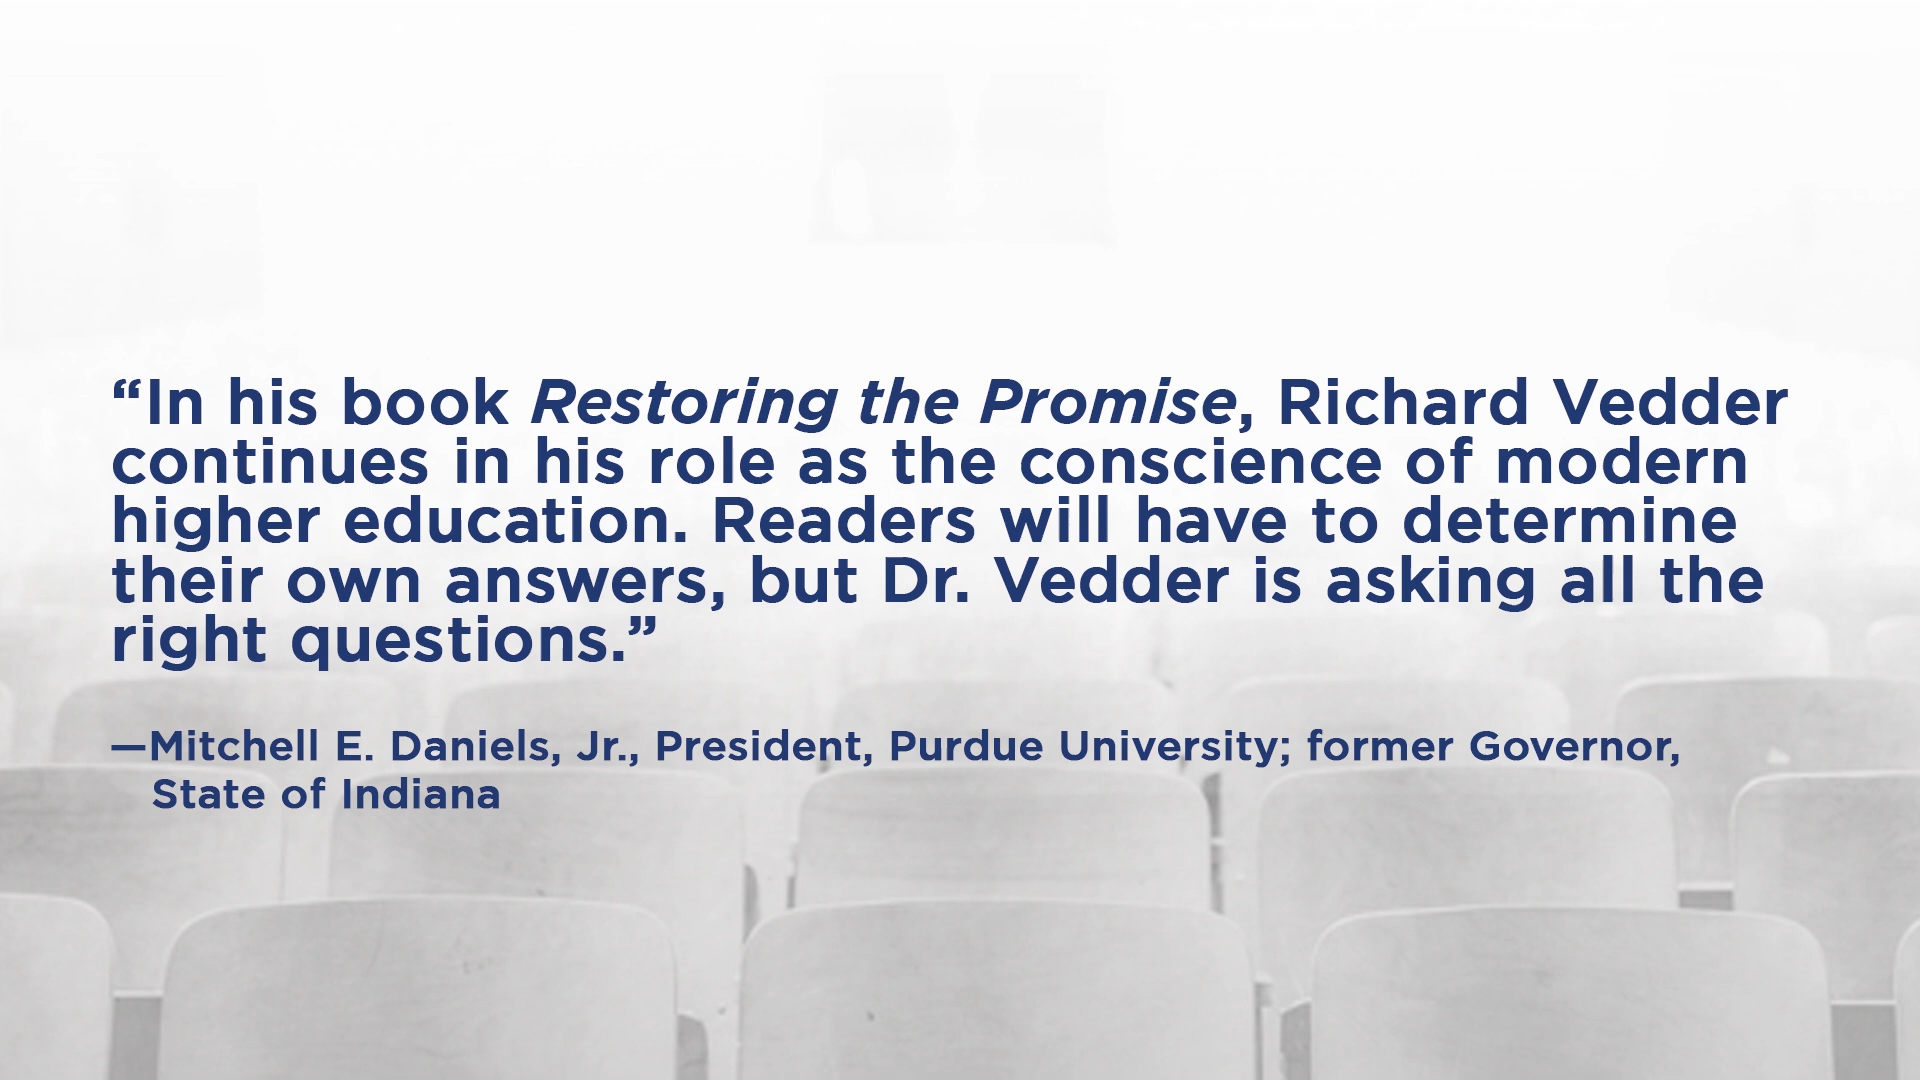 “In his book Restoring the Promise, Richard Vedder
continues in his role as the conscience of modern
higher education. Readers will have to determine
their own answers, but Dr. Vedder is asking all the
right questions.”
—Mitchell E. Daniels, Jr., President, Purdue University; former Governor,
State of Indiana